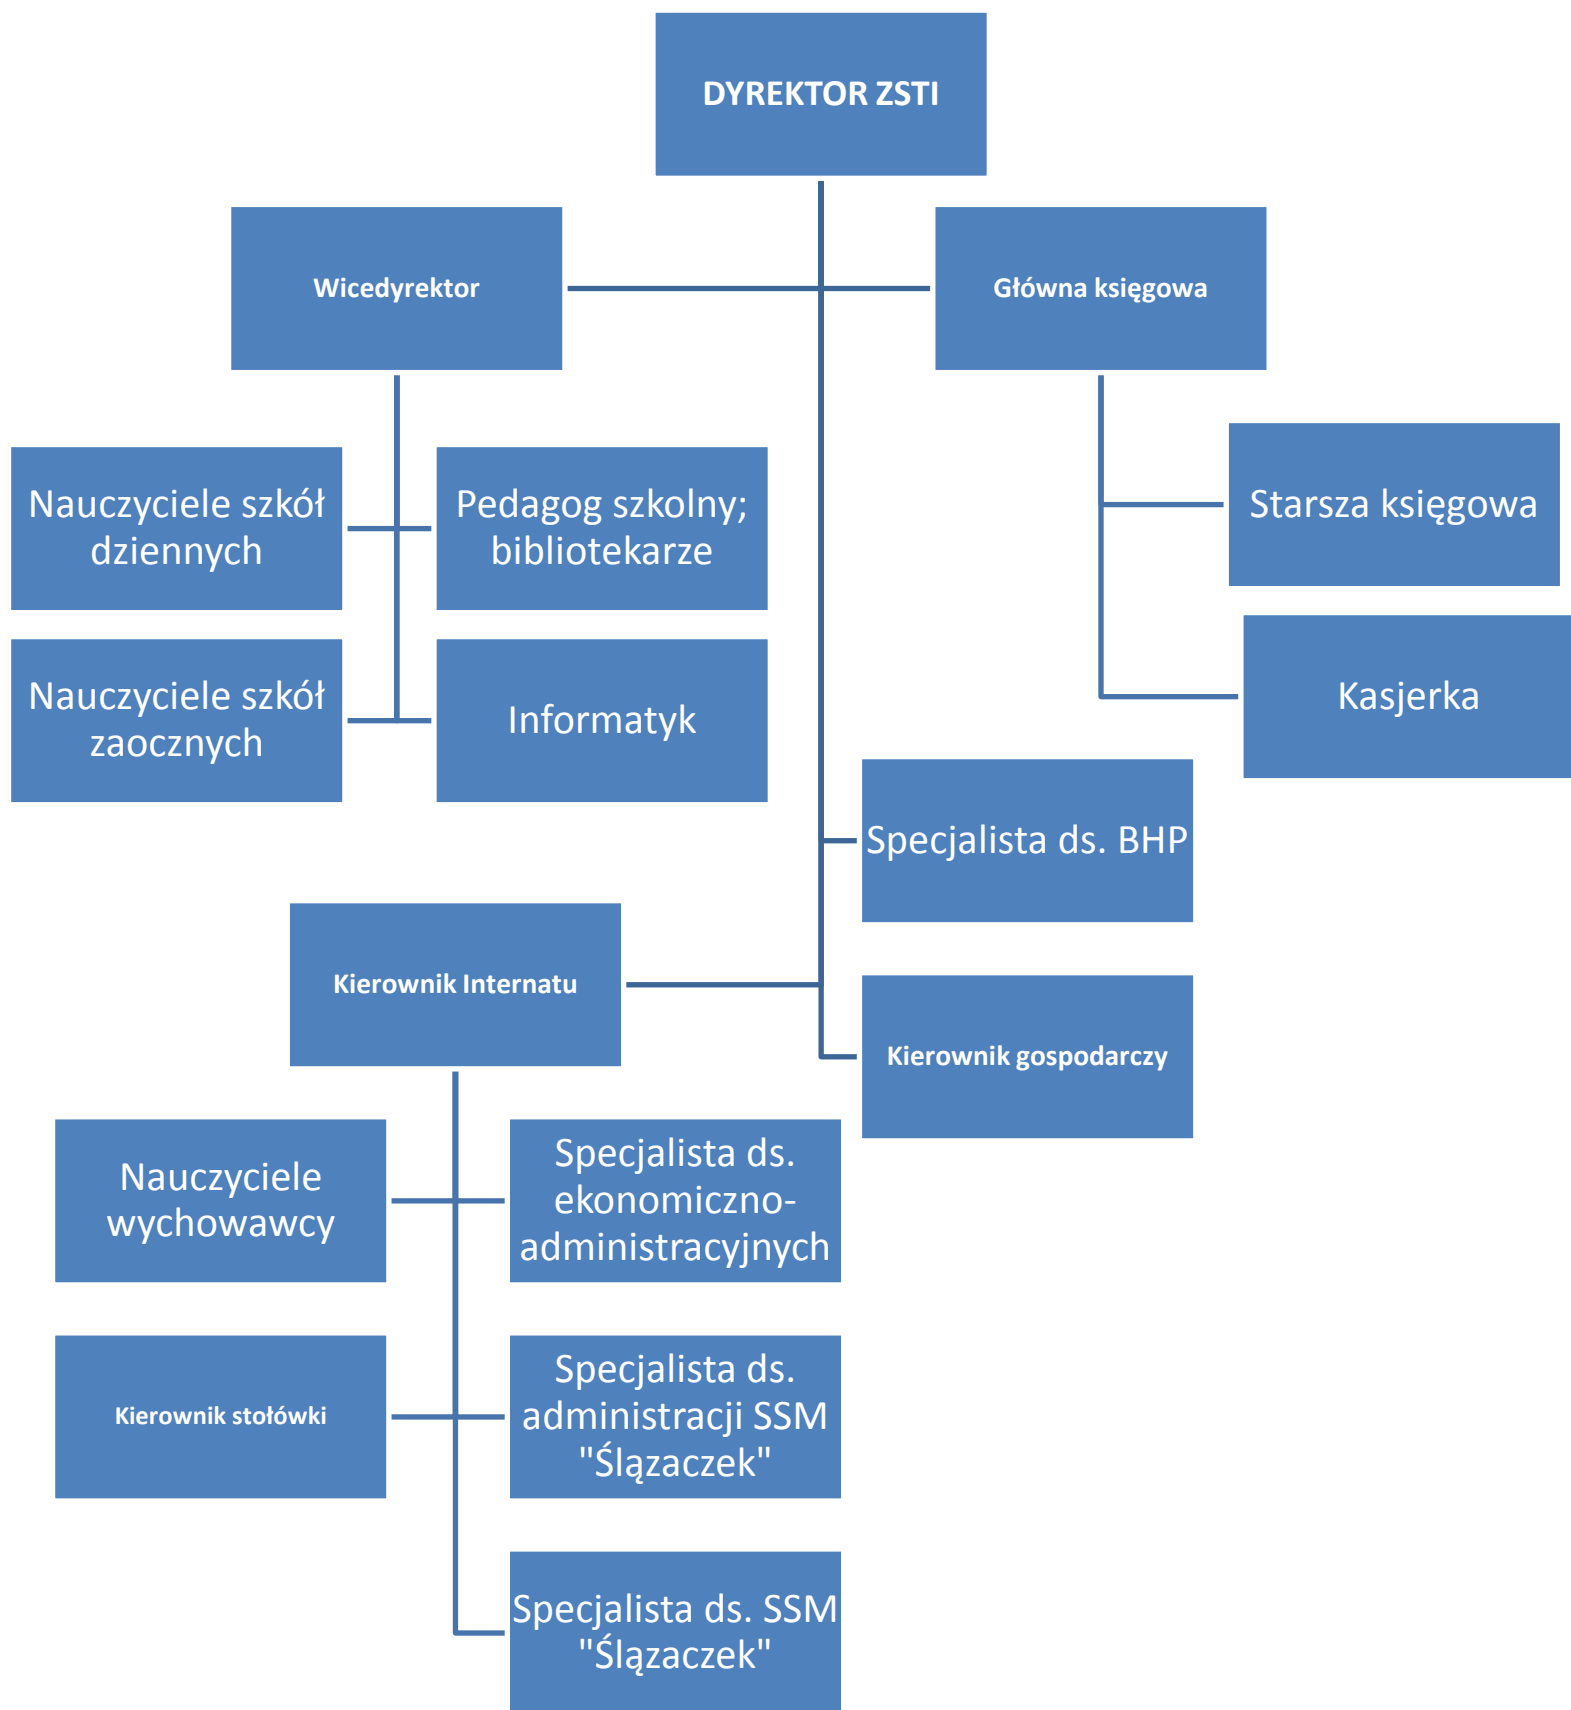 DYREKTOR ZSTI
Wicedyrektor
Główna księgowa
Nauczyciele szkół
dziennych
Pedagog szkolny;
bibliotekarze
Starsza księgowa
Nauczyciele szkół
zaocznych
Informatyk
Kasjerka
Specjalista ds. BHP
Kierownik Internatu
Kierownik gospodarczy
Nauczyciele
wychowawcy
Specjalista ds.
ekonomiczno-
administracyjnych
Kierownik stołówki
Specjalista ds.
administracji SSM
"Ślązaczek"
Specjalista ds. SSM
"Ślązaczek"